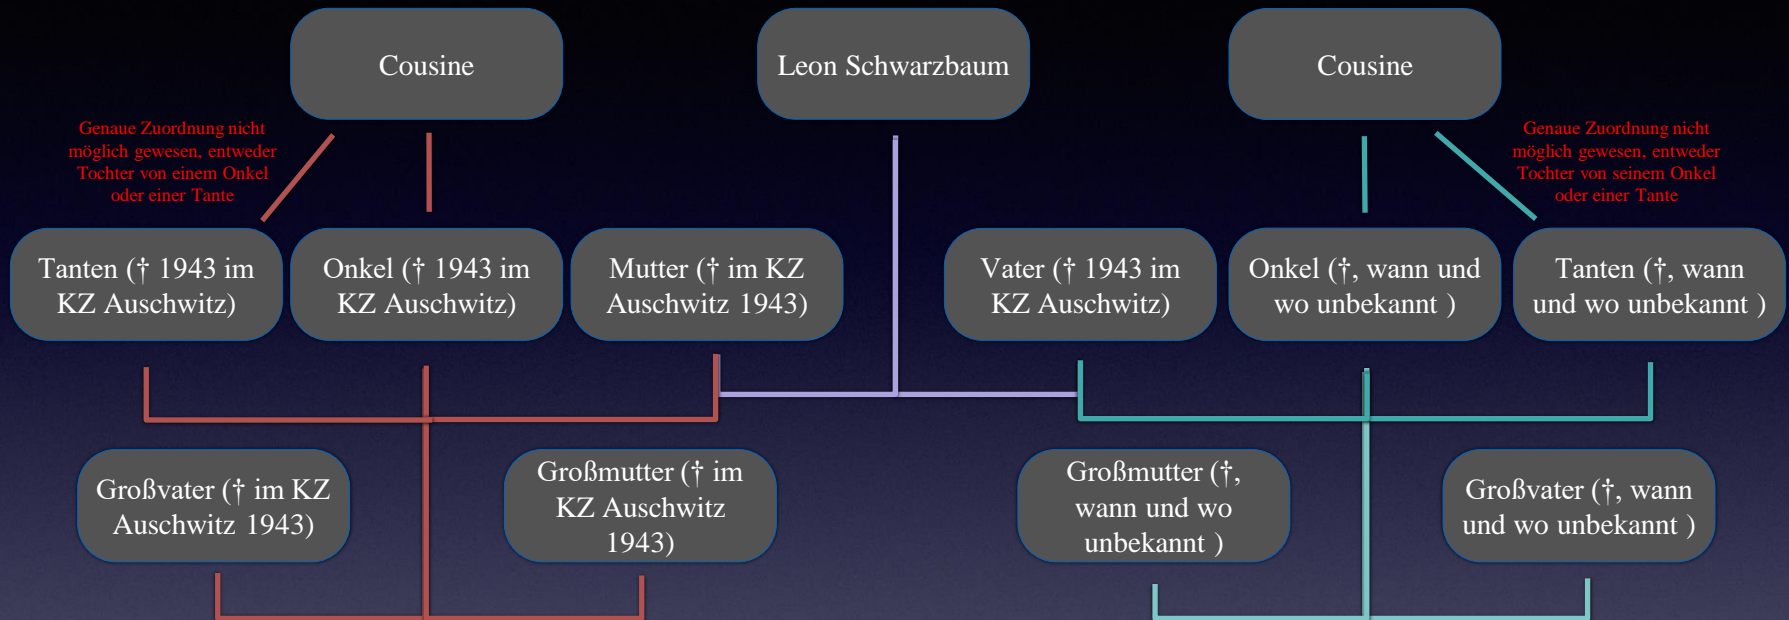 Cousine
Leon Schwarzbaum
Cousine
Genaue Zuordnung nicht
möglich gewesen, entweder
Tochter von einem Onkel
oder einer Tante
Genaue Zuordnung nicht
möglich gewesen, entweder
Tochter von seinem Onkel
oder einer Tante
Tanten († 1943 im
KZ Auschwitz)
Onkel († 1943 im
KZ Auschwitz)
Mutter († im KZ
Auschwitz 1943)
Vater († 1943 im
KZ Auschwitz)
Onkel (†, wann und
wo unbekannt )
Tanten (†, wann
und wo unbekannt )
Großvater († im KZ
Auschwitz 1943)
Großmutter († im
KZ Auschwitz
1943)
Großmutter (†,
wann und wo
unbekannt )
Großvater (†, wann
und wo unbekannt )